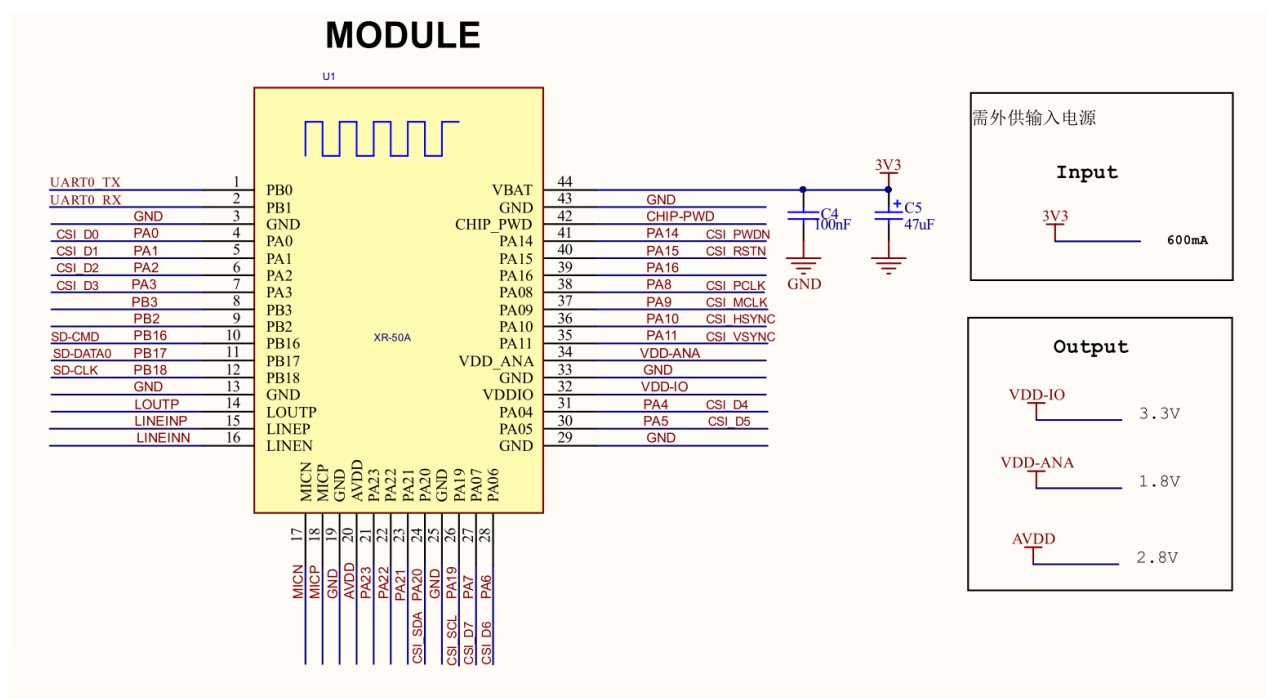 MODULE
U1
UART0_TX 1 PB0
UART0_RX 2 PB1
GND 3 GND
CSI_D0 PA0 4 PA0
CSI_D1 PA1 5 PA1
CSI_D2 PA2 6 PA2
CSI_D3 PA3 7 PA3
PB3 8 PB3
PB2 9 PB2
SD-CMD PB16 10 PB16
SD-DATA0 PB17 11 PB17
SD-CLK PB18 12 PB18
GND 13 GND
LOUTP 14 LOUTP
LINEINP 15 LINEP
LINEINN 16 LINEN
XR-50A
VBAT 44
GND 43 GND
CHIP_PWD 42 CHIP-PWD
PA14 41 PA14 CSI_PWDN
PA15 40 PA15 CSI_RSTN
PA16 39 PA16
PA08 38 PA8 CSI_PCLK
PA09 37 PA9 CSI_MCLK
PA10 36 PA10 CSI_HSYNC
PA11 35 PA11 CSI_VSYNC
VDD_ANA 34 VDD-ANA
GND 33 GND
VDDIO 32 VDD-IO
PA04 31 PA4 CSI_D4
PA05 30 PA5 CSI_D5
GND 29 GND
MICN 17 MICN
MICP 18 MICP
GND 19 GND
AVDD 20 AVDD
PA23 21 PA23
PA22 22 PA22
PA21 23 PA21
PA20 24 PA20 CSI_SDA
GND 25 GND
PA19 26 PA19 CSI_SCL
PA07 27 PA7 CSI_D7
PA06 28 PA6 CSI_D6
3V3
C4
100nF
+ C5
47uF
GND
需外供输入电源
Input
3V3
600mA
Output
VDD-IO
3.3V
VDD-ANA
1.8V
AVDD
2.8V